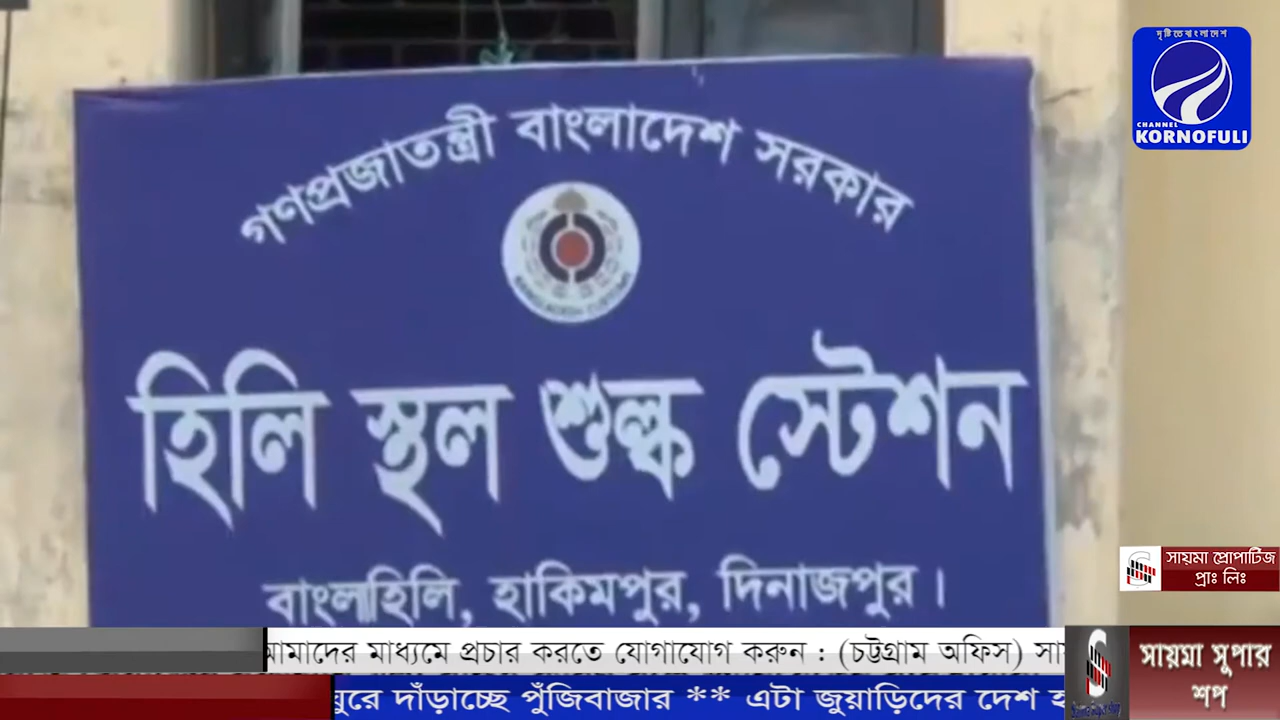 দৃষ্টিতে বাংলাদেশ
CHANNEL
KORNOFULI
গণপ্রজাতন্ত্রী বাংলাদেশ সরকার
হিলি স্থল শুল্ক স্টেশন
বাংলাহিলি, হাকিমপুর, দিনাজপুর।
সায়মা প্রোপার্টিজ
প্রাঃ লিঃ
মাধ্যমে প্রচার করতে যোগাযোগ করুন : (চট্টগ্রাম অফিস)
সায়মা সুপার
শপ
দাঁড়াচ্ছে পুঁজিবাজার ** এটা জুয়াড়িদের দেশ